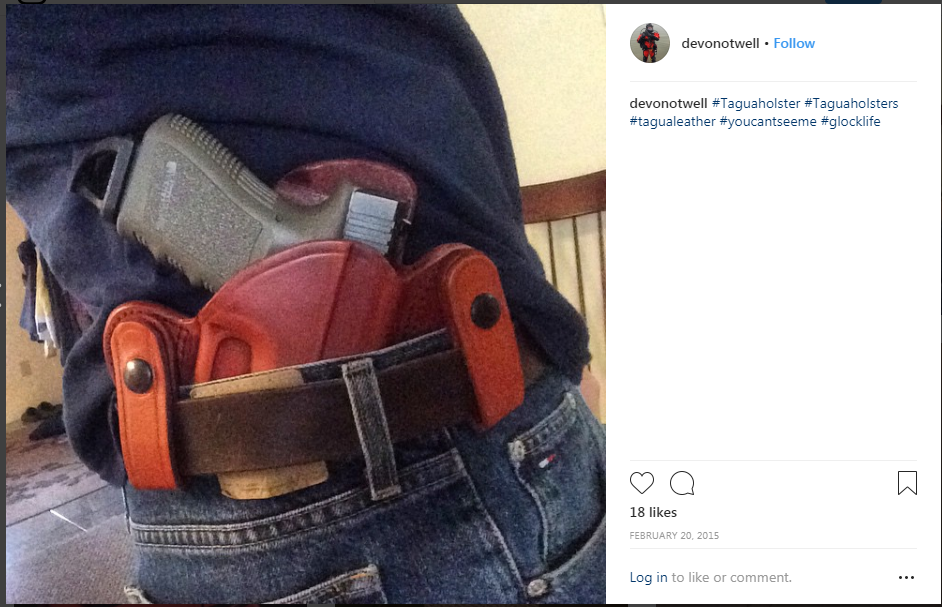 devonotwell • Follow
devonotwell #Taguaholster #Taguaholsters
#tagualeather #youcantseeme #glocklife
18 likes
FEBRUARY 20, 2015
Log in to like or comment.